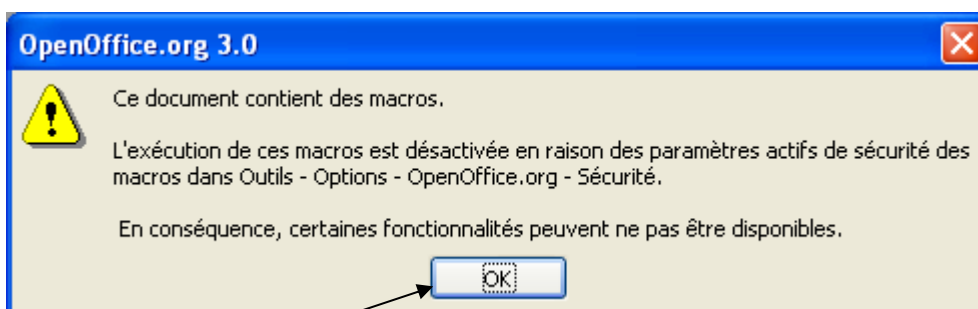 OpenOffice.org 3.0
Ce document contient des macros.
L'exécution de ces macros est désactivée en raison des paramètres actifs de sécurité des
macros dans Outils - Options - OpenOffice.org - Sécurité.
En conséquence, certaines fonctionnalités peuvent ne pas être disponibles.
OK